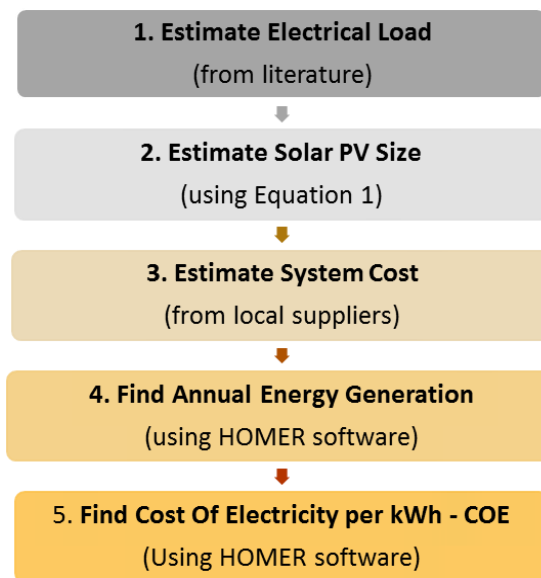 1. Estimate Electrical Load
(from literature)
2. Estimate Solar PV Size
(using Equation 1)
3. Estimate System Cost
(from local suppliers)
4. Find Annual Energy Generation
(using HOMER software)
5. Find Cost Of Electricity per kWh - COE
(Using HOMER software)